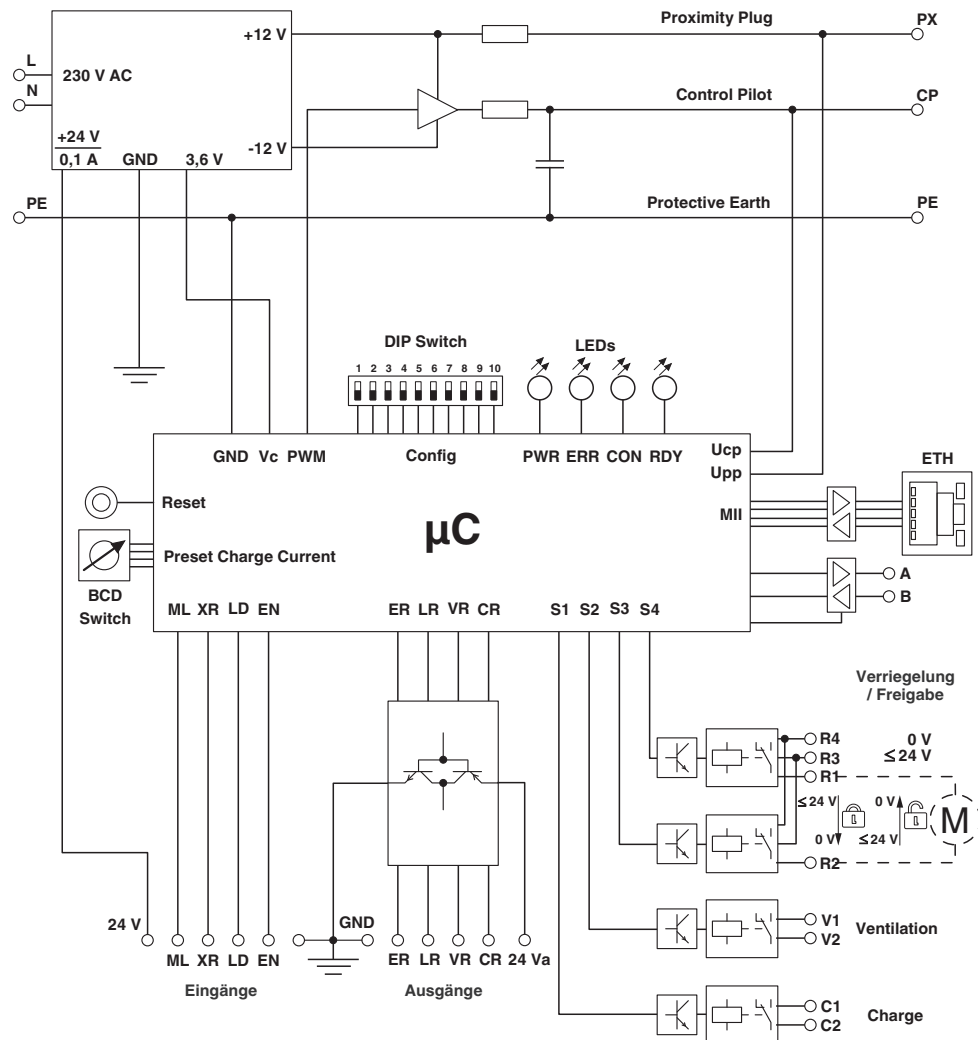 Proximity Plug
PX
+12 V
L
230 V AC
N
Control Pilot
CP
+24 V
0,1 A
GND
3,6 V
-12 V
PE
Protective Earth
PE
DIP Switch
1 2 3 4 5 6 7 8 9 10
LEDs
GND Vc PWM
Config
PWR ERR CON RDY
Ucp
Upp
ETH
Reset
MII
µC
Preset Charge Current
BCD
Switch
A
B
ML XR LD EN
ER LR VR CR
S1 S2 S3 S4
Verriegelung
/ Freigabe
R4
R3
R1
0 V
≤ 24 V
≤ 24 V
0 V
0 V
≤ 24 V
M
R2
24 V
GND
ML XR LD EN
ER LR VR CR 24 Va
Eingänge
Ausgänge
V1
V2
Ventilation
C1
C2
Charge